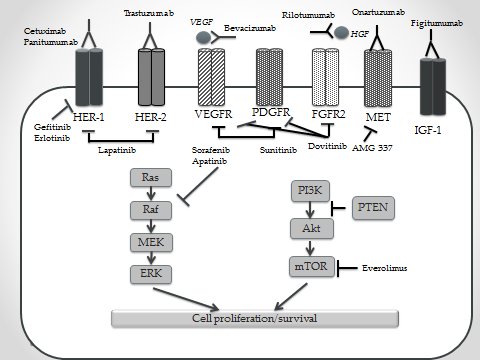 Trastuzumab
VEGF
Bevacizumab
Rilotumumab
HGF
Onartuzumab
Figitumumab
Cetuximab
Panitumumab
HER-1
HER-2
VEGFR
PDGFR
FGFR2
MET
IGF-1
Gefitinib
Erlotinib
Lapatinib
Sorafenib
Apatinib
Sunitinib
Dovitinib
AMG 337
Ras
Raf
MEK
ERK
PI3K
PTEN
Akt
mTOR
Everolimus
Cell proliferation/survival